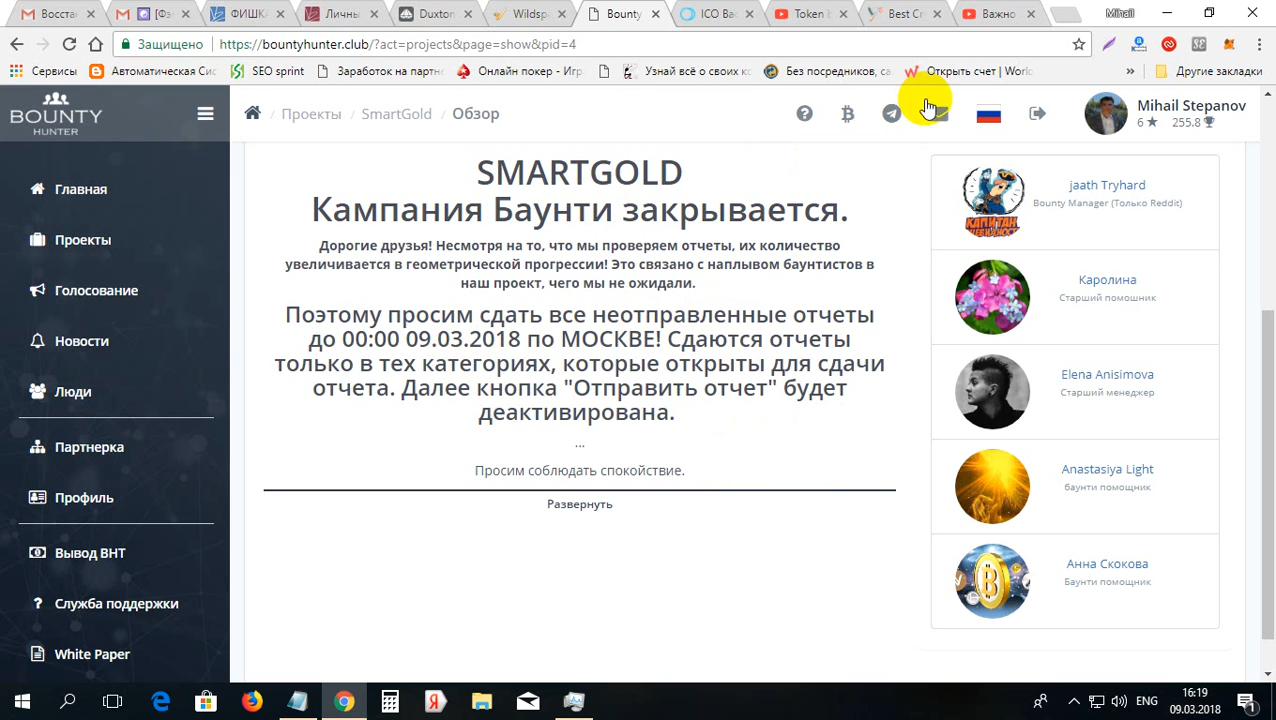 Восста
[Фэ
ФИШК
Личны
Duxton
Wildsp
Bounty
ICO Bac
Token b
Best Cr
Важно
Mihail
Защищено
https://bountyhunter.club/?act=projects&page=show&pid=4
Сервисы
Автоматическая Сис
SEO sprint
Заработок на партн
Онлайн покер - Игр
Узнай всё о своих ко
Без посредников, са
Открыть счет | Worl
»
Другие закладки
BOUNTY
HUNTER
/ Проекты / SmartGold / Обзор
Mihail Stepanov
6 ★ 255.8
Главная
Проекты
Голосование
Новости
Люди
Партнерка
Профиль
Вывод BHT
Служба поддержки
White Paper
SMARTGOLD
Кампания Баунти закрывается.
Дорогие друзья! Несмотря на то, что мы проверяем отчеты, их количество
увеличивается в геометрической прогрессии! Это связано с наплывом баунтистов в
наш проект, чего мы не ожидали.
Поэтому просим сдать все неотправленные отчеты
до 00:00 09.03.2018 по МОСКВЕ! Сдаются отчеты
только в тех категориях, которые открыты для сдачи
отчета. Далее кнопка "Отправить отчет" будет
деактивирована.
...
Просим соблюдать спокойствие.
Развернуть
jaath Tryhard
Bounty Manager (Только Reddit)
Каролина
Старший помошник
Elena Anisimova
Старший менеджер
Anastasiya Light
баунти помощник
Анна Скокова
Баунти помощник
ENG
16:19
09.03.2018